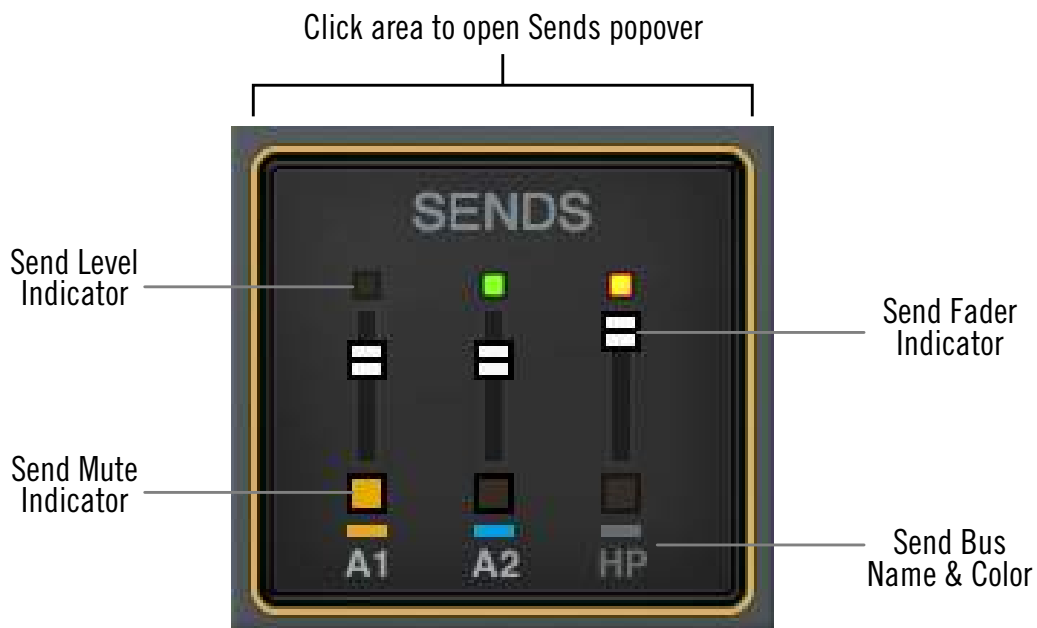 Click area to open Sends popover
SENDS
Send Level
Indicator
Send Fader
Indicator
Send Mute
Indicator
A1
A2
HP
Send Bus
Name & Color